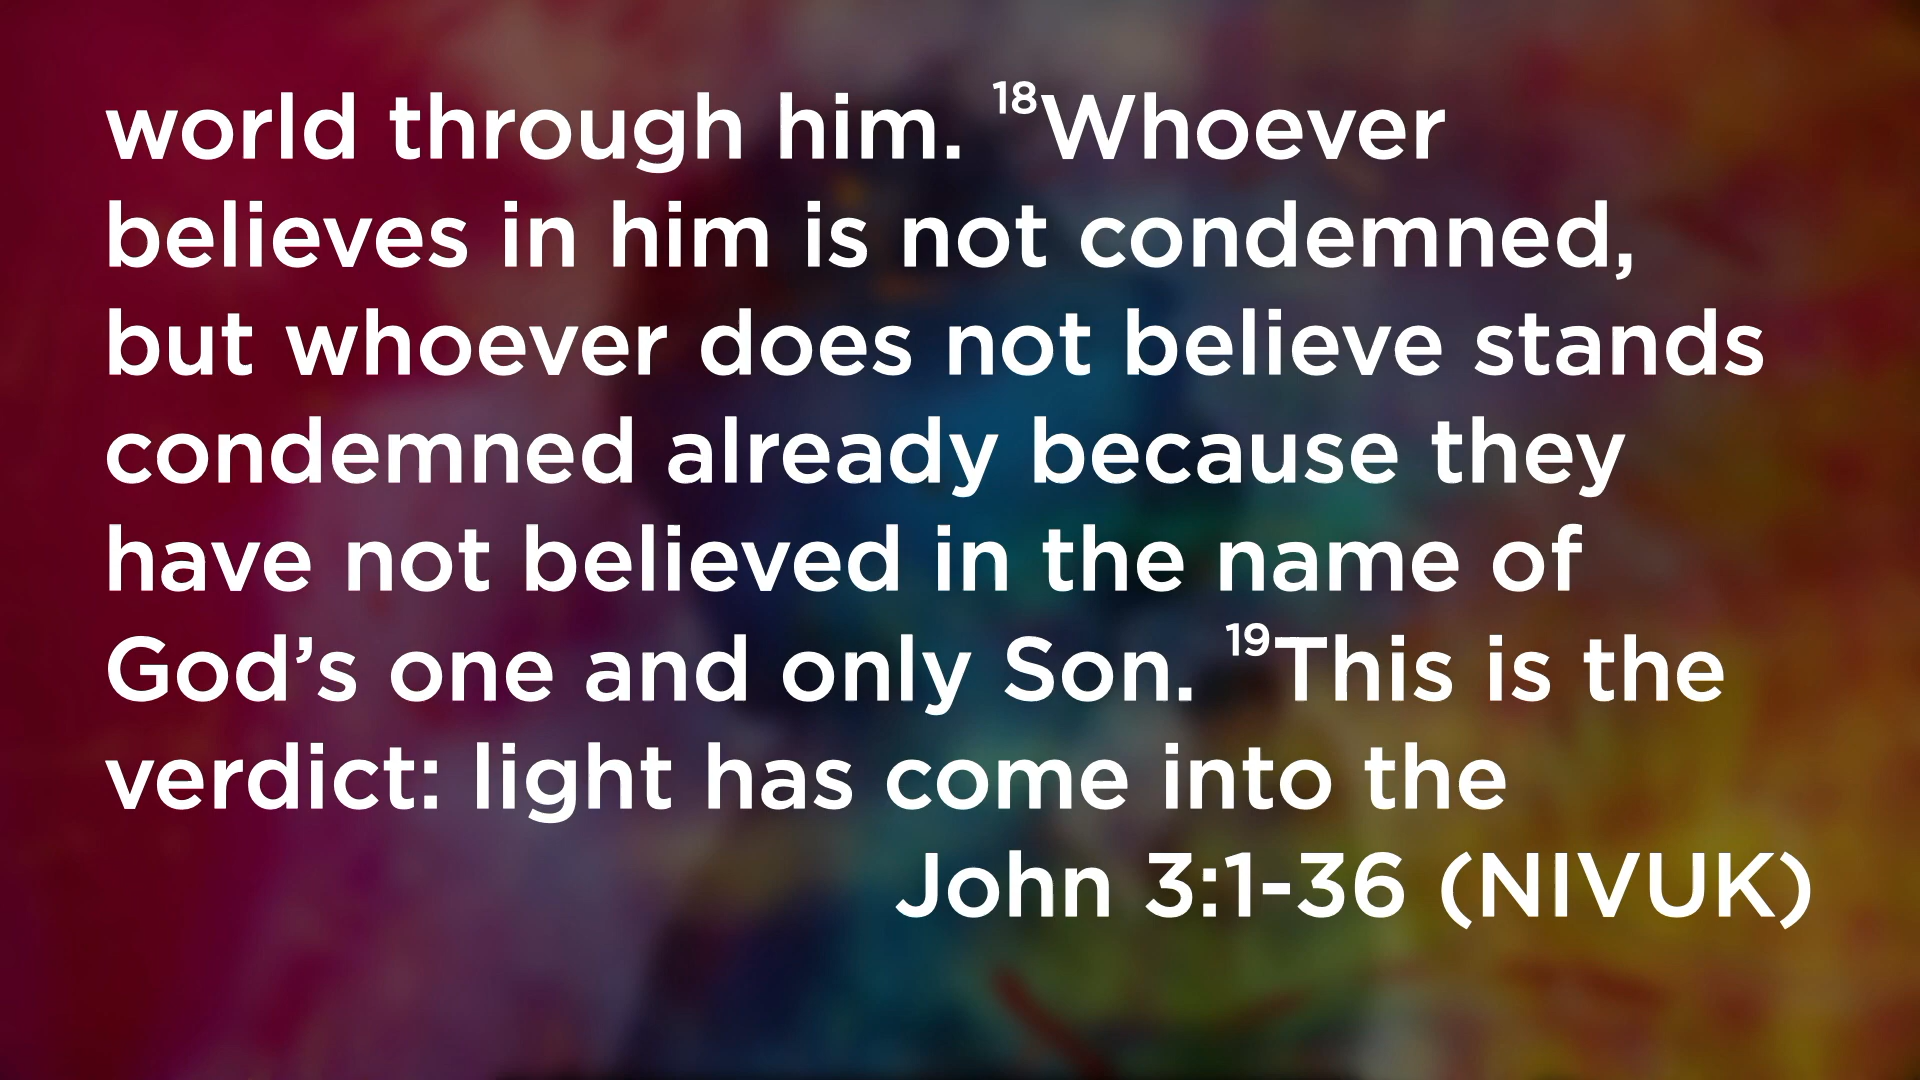 world through him. ¹⁸Whoever
believes in him is not condemned,
but whoever does not believe stands
condemned already because they
have not believed in the name of
God’s one and only Son. ¹⁹This is the
verdict: light has come into the
John 3:1-36 (NIVUK)